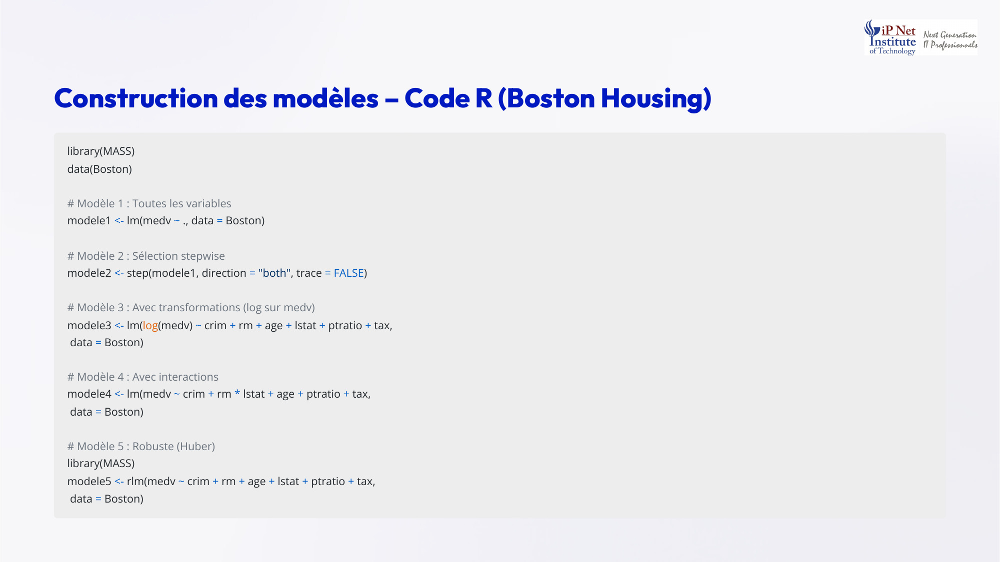 iP Net
Institute
of Technology
Next Generation
IT Professionnels
Construction des modèles – Code R (Boston Housing)
library(MASS)
data(Boston)
# Modèle 1 : Toutes les variables
modele1 <- lm(medv ~ ., data = Boston)
# Modèle 2 : Sélection stepwise
modele2 <- step(modele1, direction = "both", trace = FALSE)
# Modèle 3 : Avec transformations (log sur medv)
modele3 <- lm(log(medv) ~ crim + rm + age + lstat + ptratio + tax,
 data = Boston)
# Modèle 4 : Avec interactions
modele4 <- lm(medv ~ crim + rm * lstat + age + ptratio + tax,
 data = Boston)
# Modèle 5 : Robuste (Huber)
library(MASS)
modele5 <- rlm(medv ~ crim + rm + age + lstat + ptratio + tax,
 data = Boston)